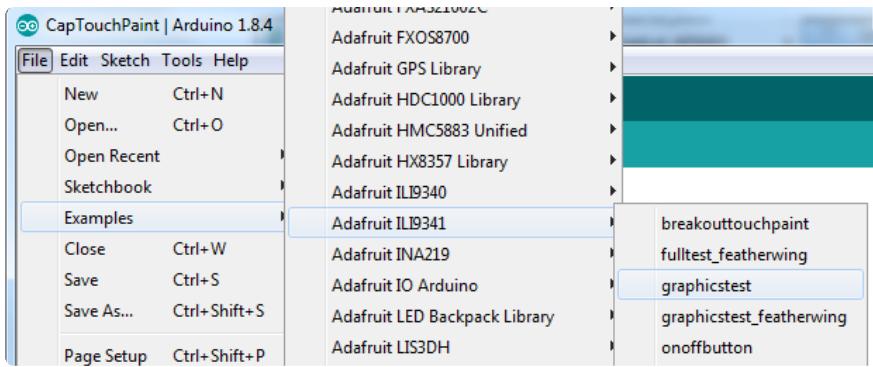 CapTouchPaint | Arduino 1.8.4
File Edit Sketch Tools Help
New Ctrl+N
Open... Ctrl+O
Open Recent
Sketchbook
Examples
Close Ctrl+W
Save Ctrl+S
Save As... Ctrl+Shift+S
Page Setup Ctrl+Shift+P
Adafruit FXAS21002C
Adafruit FXOS8700
Adafruit GPS Library
Adafruit HDC1000 Library
Adafruit HMC5883 Unified
Adafruit HX8357 Library
Adafruit ILI9340
Adafruit ILI9341
Adafruit INA219
Adafruit IO Arduino
Adafruit LED Backpack Library
Adafruit LIS3DH
breakouttouchpaint
fulltest_featherwing
graphicstest
graphicstest_featherwing
onoffbutton